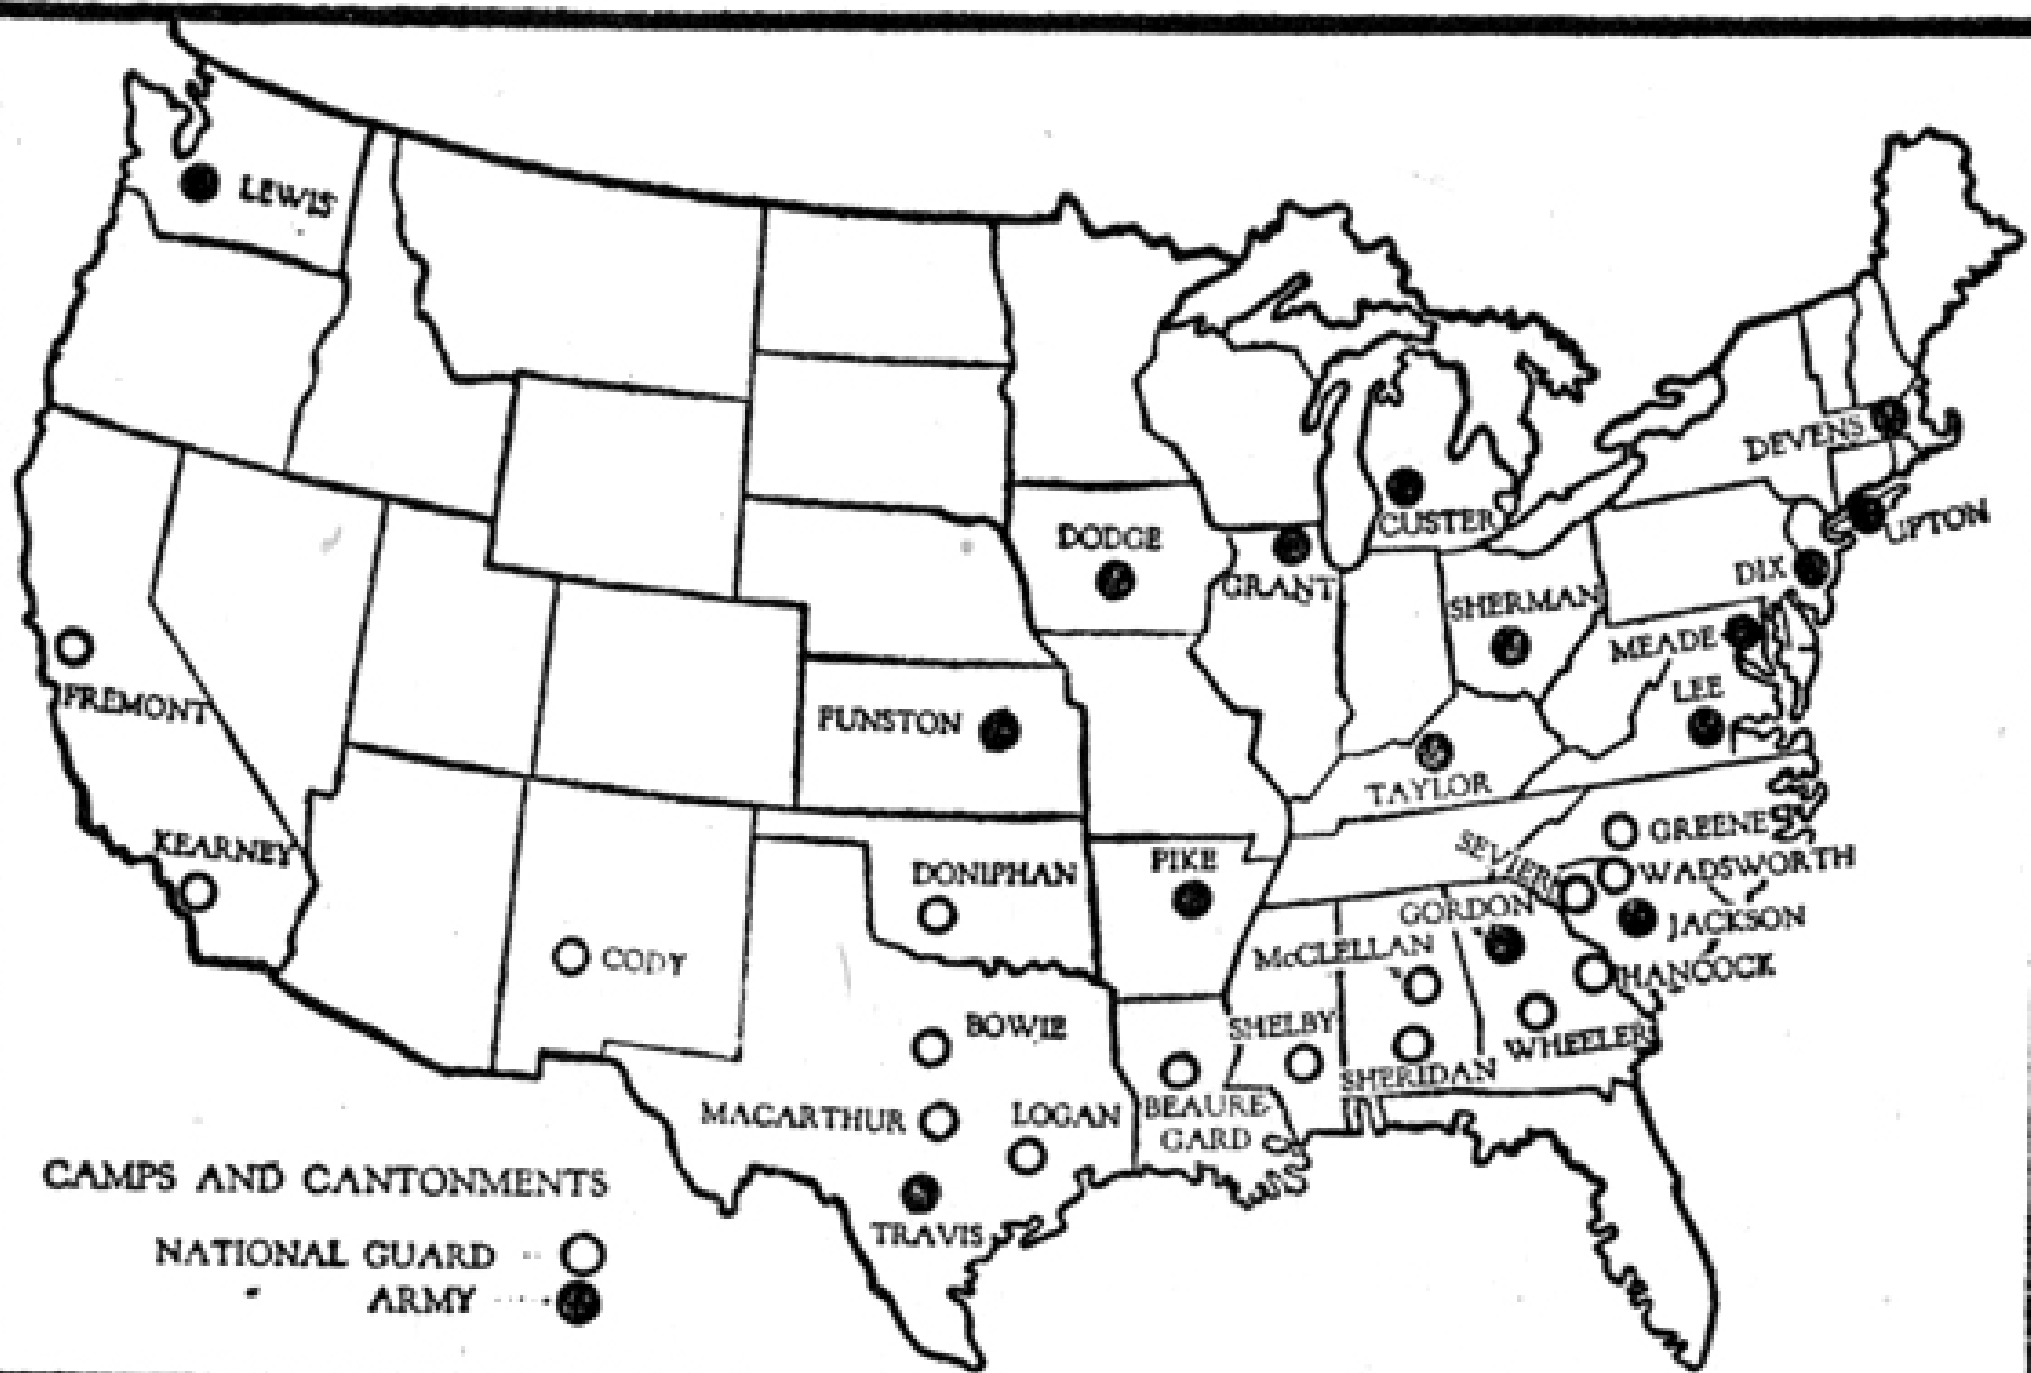 LEWIS
DEVENS
UPTON
CUSTER
DODGE
GRANT
DIX
SHERMAN
MEADE
LEE
FREMONT
FUNSTON
TAYLOR
GREENE
SEVIER
WADSWORTH
KEARNEY
DONIPHAN
PIKE
GORDON
JACKSON
McCLELLAN
CODY
HANCOCK
BOWIE
SHELBY
WHEELER
SHERIDAN
MACARTHUR
LOGAN
BEAURE-
GARD
TRAVIS
CAMPS AND CANTONMENTS
NATIONAL GUARD
" ARMY